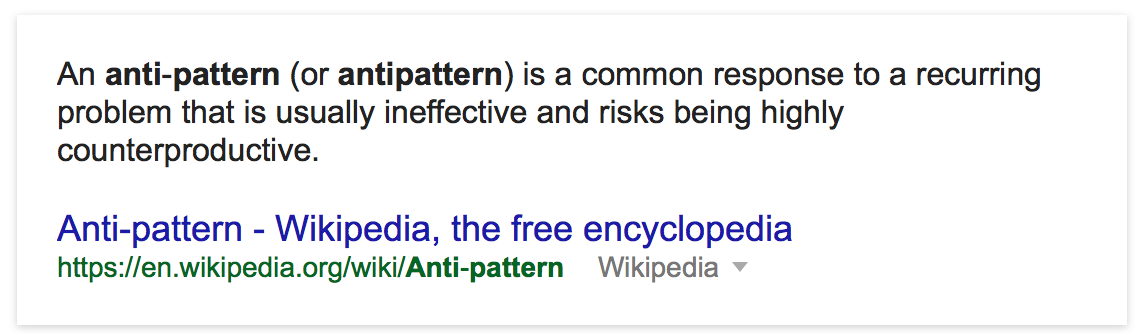 An anti-pattern (or antipattern) is a common response to a recurring
problem that is usually ineffective and risks being highly
counterproductive.
Anti-pattern - Wikipedia, the free encyclopedia
https://en.wikipedia.org/wiki/Anti-pattern Wikipedia